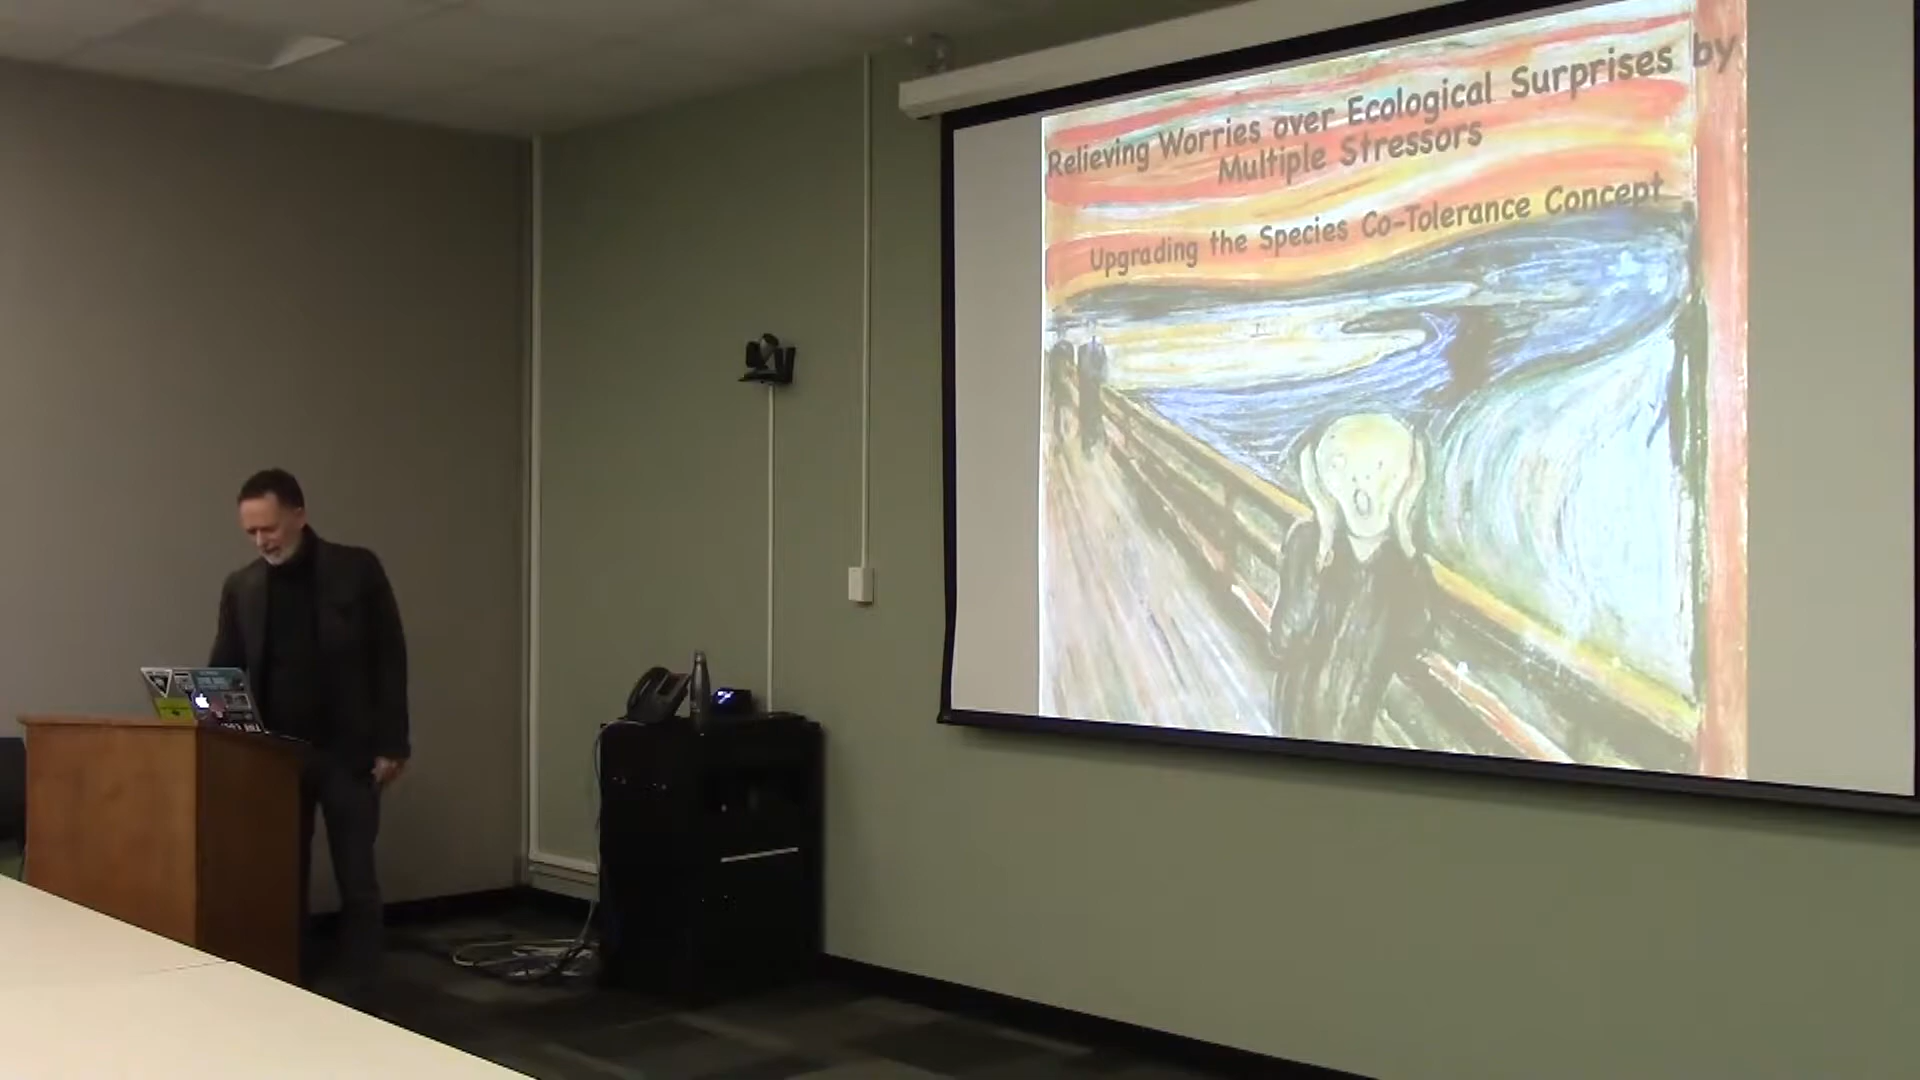 Relieving Worries over Ecological Surprises by
Multiple Stressors
Upgrading the Species Co-Tolerance Concept